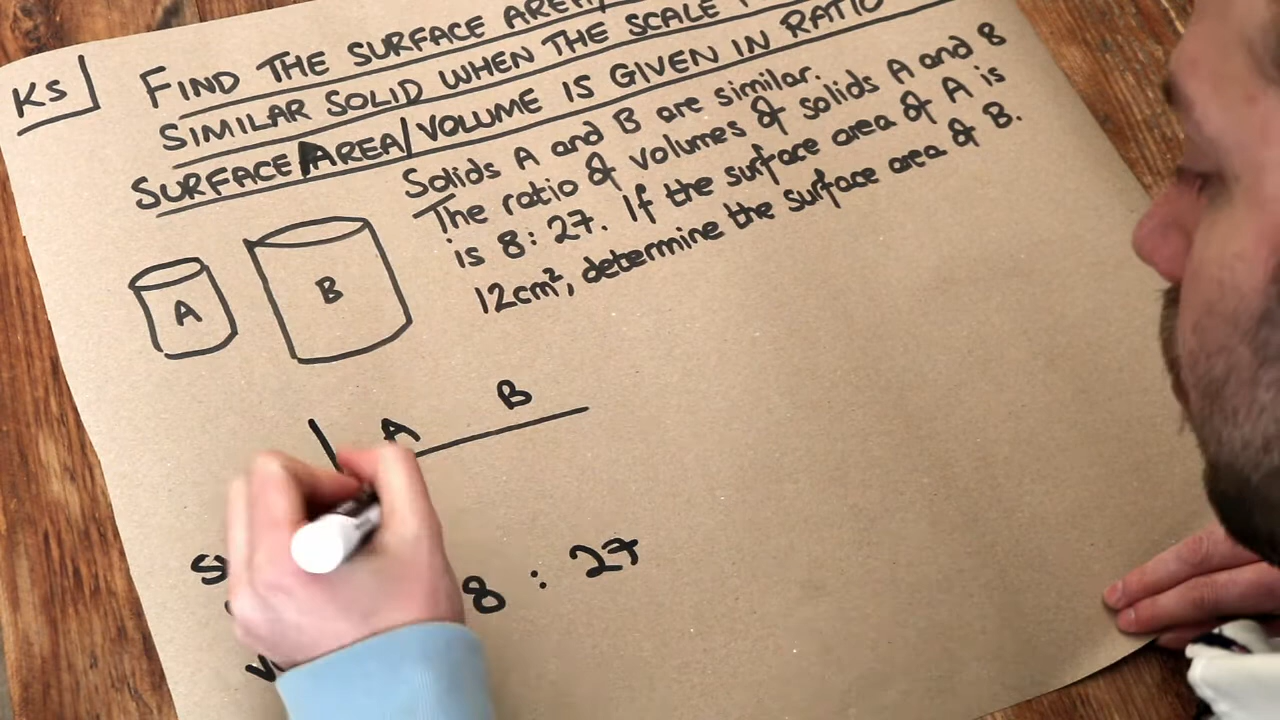 KS FIND THE SURFACE AREA/
SIMILAR SOLID WHEN THE SCALE
SURFACE AREA/VOLUME IS GIVEN IN RATIO
Solids A and B are similar.
The ratio of volumes of solids A and B
is 8:27. If the surface area of A is
12cm², determine the surface area of B.
A
B
A B
8 : 27